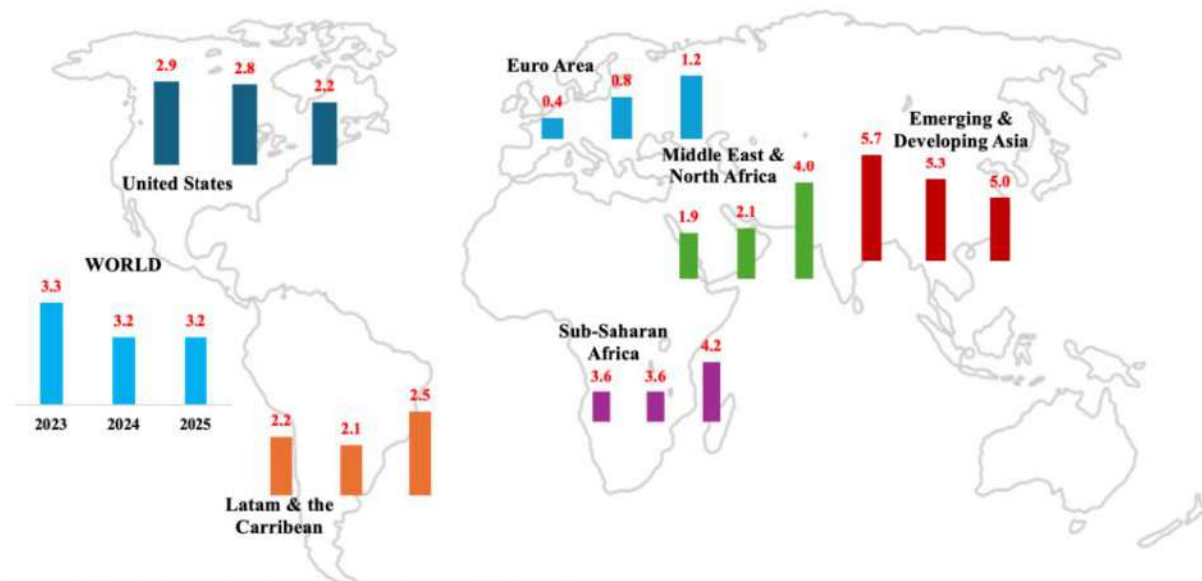 2.9 2.8 2.2
United States
Euro Area
0.4 0.8 1.2
Emerging &
Developing Asia
5.7 5.3 5.0
Middle East &
North Africa
1.9 2.1 4.0
WORLD
3.3 3.2 3.2
2023 2024 2025
Sub-Saharan
Africa
3.6 3.6 4.2
2.2 2.1 2.5
Latam & the
Carribean